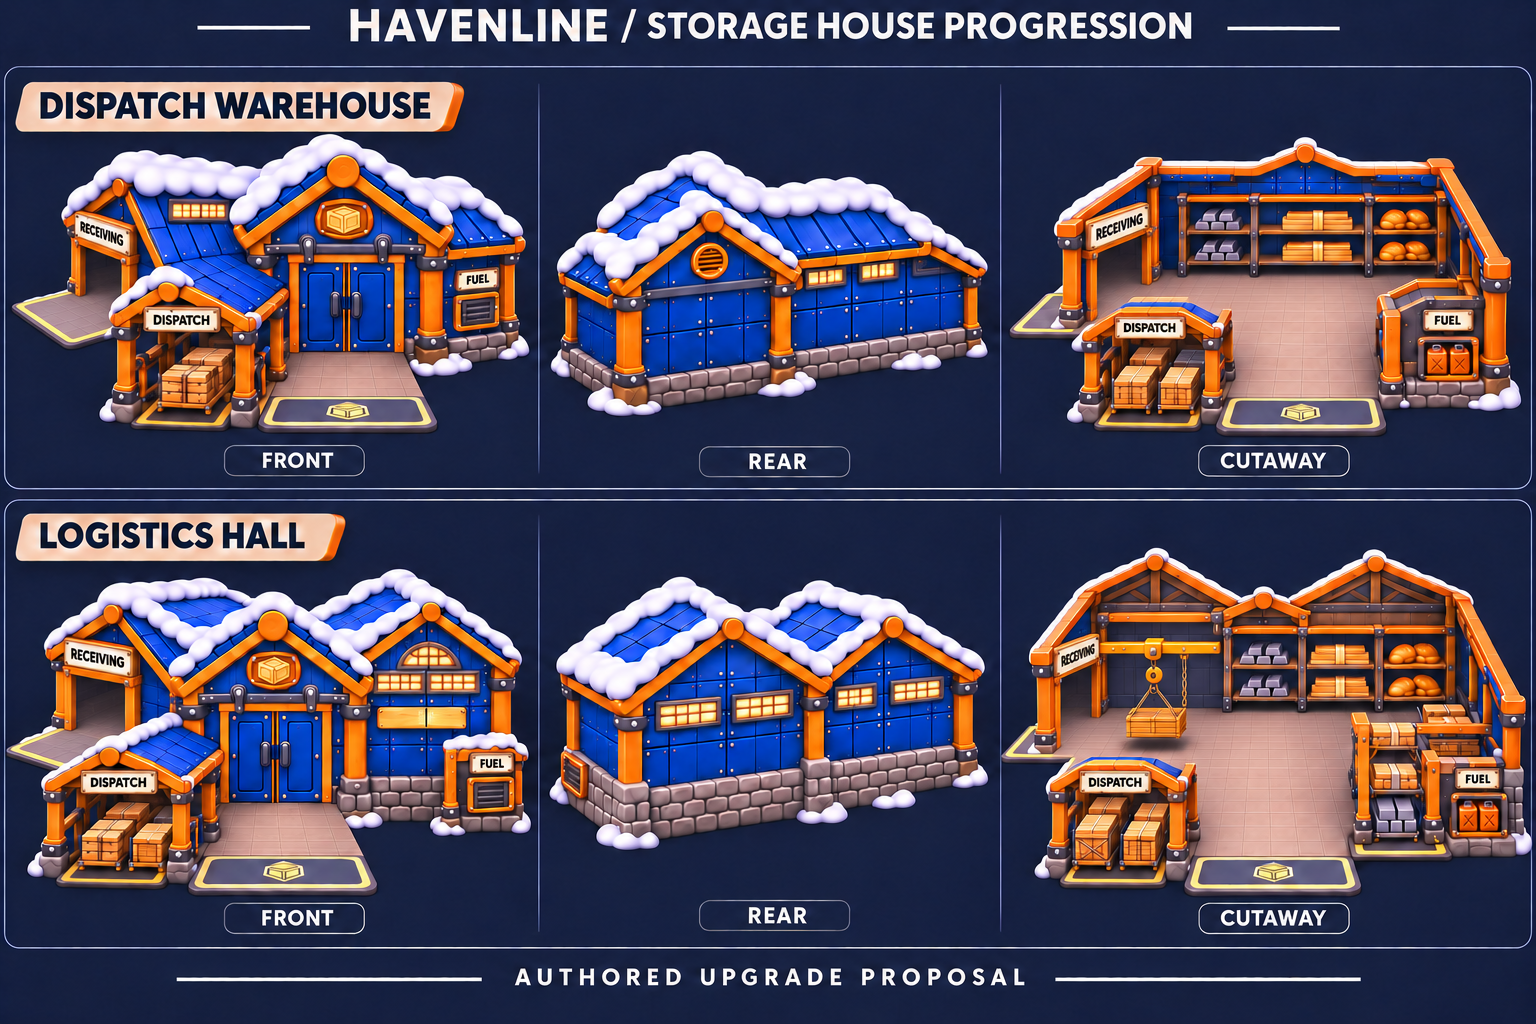 HAVENLINE / STORAGE HOUSE PROGRESSION
DISPATCH WAREHOUSE
RECEIVING
DISPATCH
FUEL
FRONT
REAR
RECEIVING
DISPATCH
FUEL
CUTAWAY
LOGISTICS HALL
RECEIVING
DISPATCH
FUEL
FRONT
REAR
RECEIVING
DISPATCH
FUEL
CUTAWAY
AUTHORED UPGRADE PROPOSAL